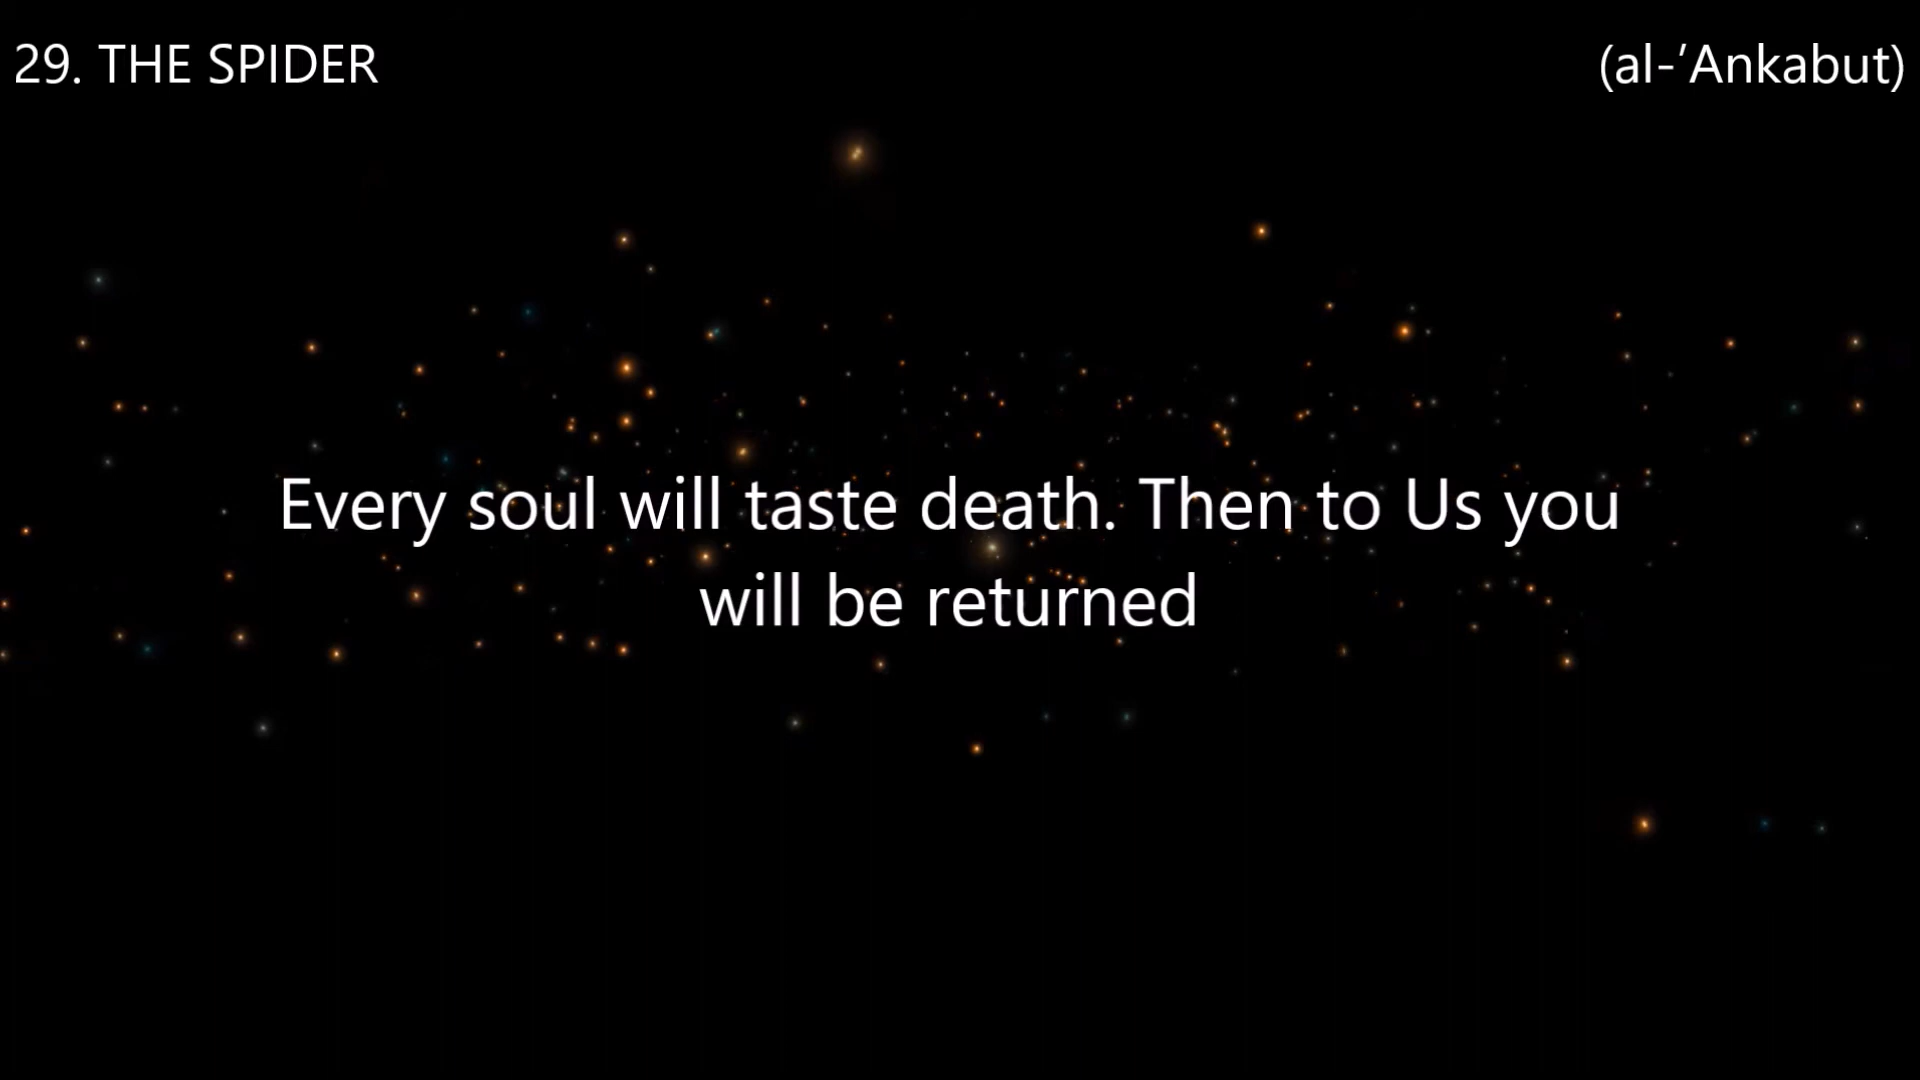 29. THE SPIDER
(al-’Ankabut)
Every soul will taste death. Then to Us you
will be returned